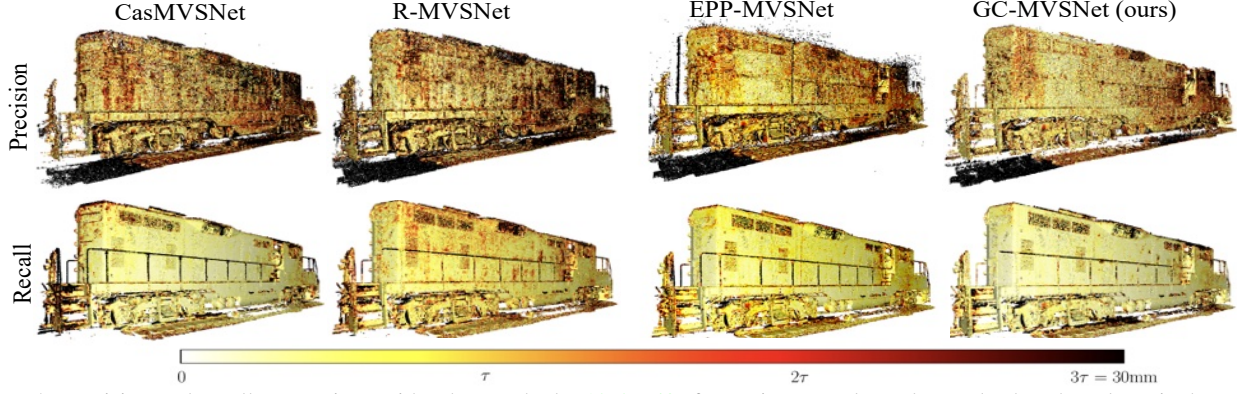 CasMVSNet R-MVSNet EPP-MVSNet GC-MVSNet (ours)
Precision
Recall
0 τ 2τ 3τ = 30mm